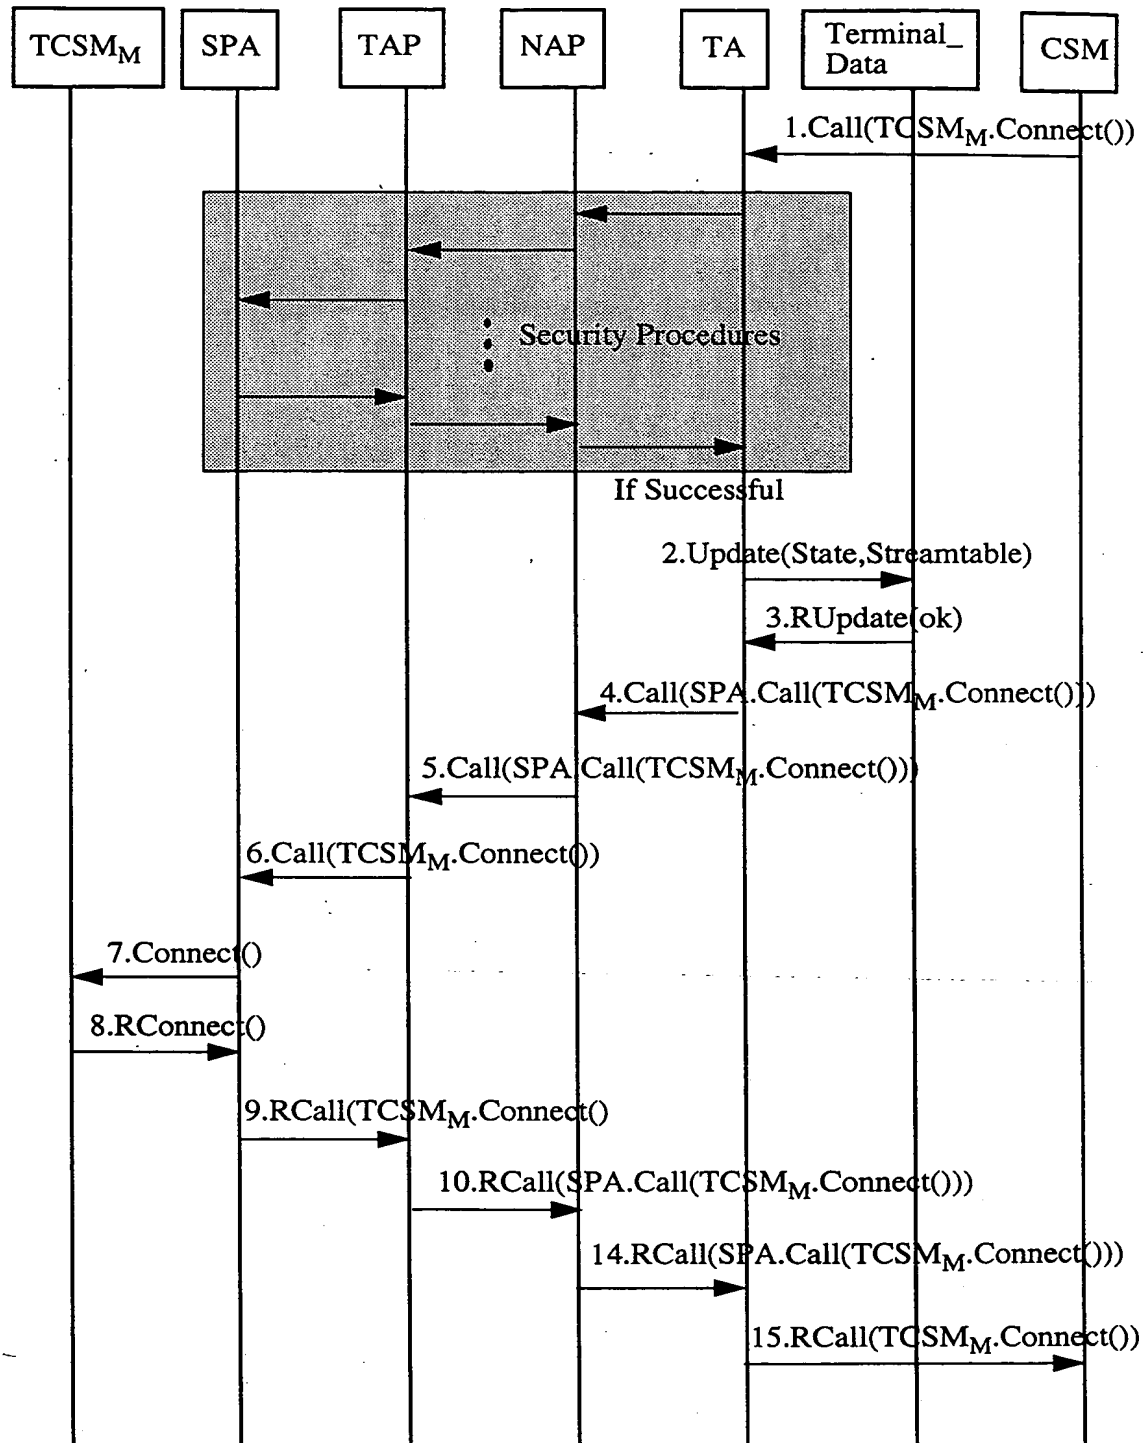 TCSMM
SPA
TAP
NAP
TA
Terminal_
Data
CSM
1.Call(TCSMM.Connect())
Security Procedures
If Successful
2.Update(State,Streamtable)
3.RUpdate(ok)
4.Call(SPA.Call(TCSMM.Connect()))
5.Call(SPA.Call(TCSMM.Connect()))
6.Call(TCSMM.Connect())
7.Connect()
8.RConnect()
9.RCall(TCSMM.Connect()
10.RCall(SPA.Call(TCSMM.Connect()))
14.RCall(SPA.Call(TCSMM.Connect()))
15.RCall(TCSMM.Connect())